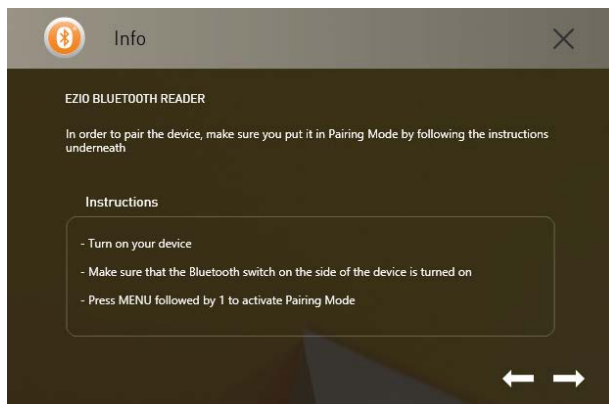 Info
EZIO BLUETOOTH READER
In order to pair the device, make sure you put it in Pairing Mode by following the instructions
underneath
Instructions
- Turn on your device
- Make sure that the Bluetooth switch on the side of the device is turned on
- Press MENU followed by 1 to activate Pairing Mode